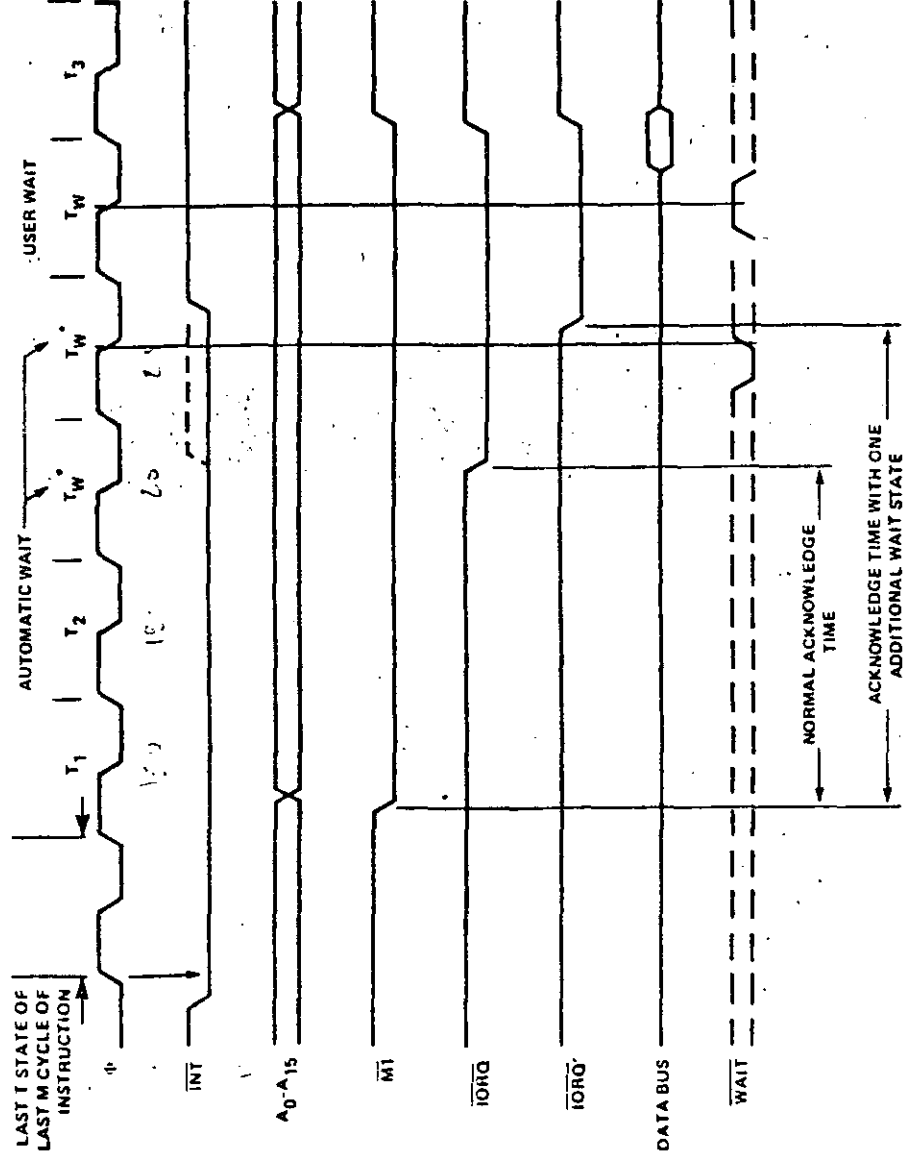 LAST T STATE OF
LAST M CYCLE OF
INSTRUCTION
AUTOMATIC WAIT
USER WAIT
T1
T2
TW*
TW*
TW
T3
Φ
INT
A0-A15
M1
IORQ
IORQ'
DATA BUS
WAIT
20
NORMAL ACKNOWLEDGE
TIME
ACKNOWLEDGE TIME WITH ONE
ADDITIONAL WAIT STATE